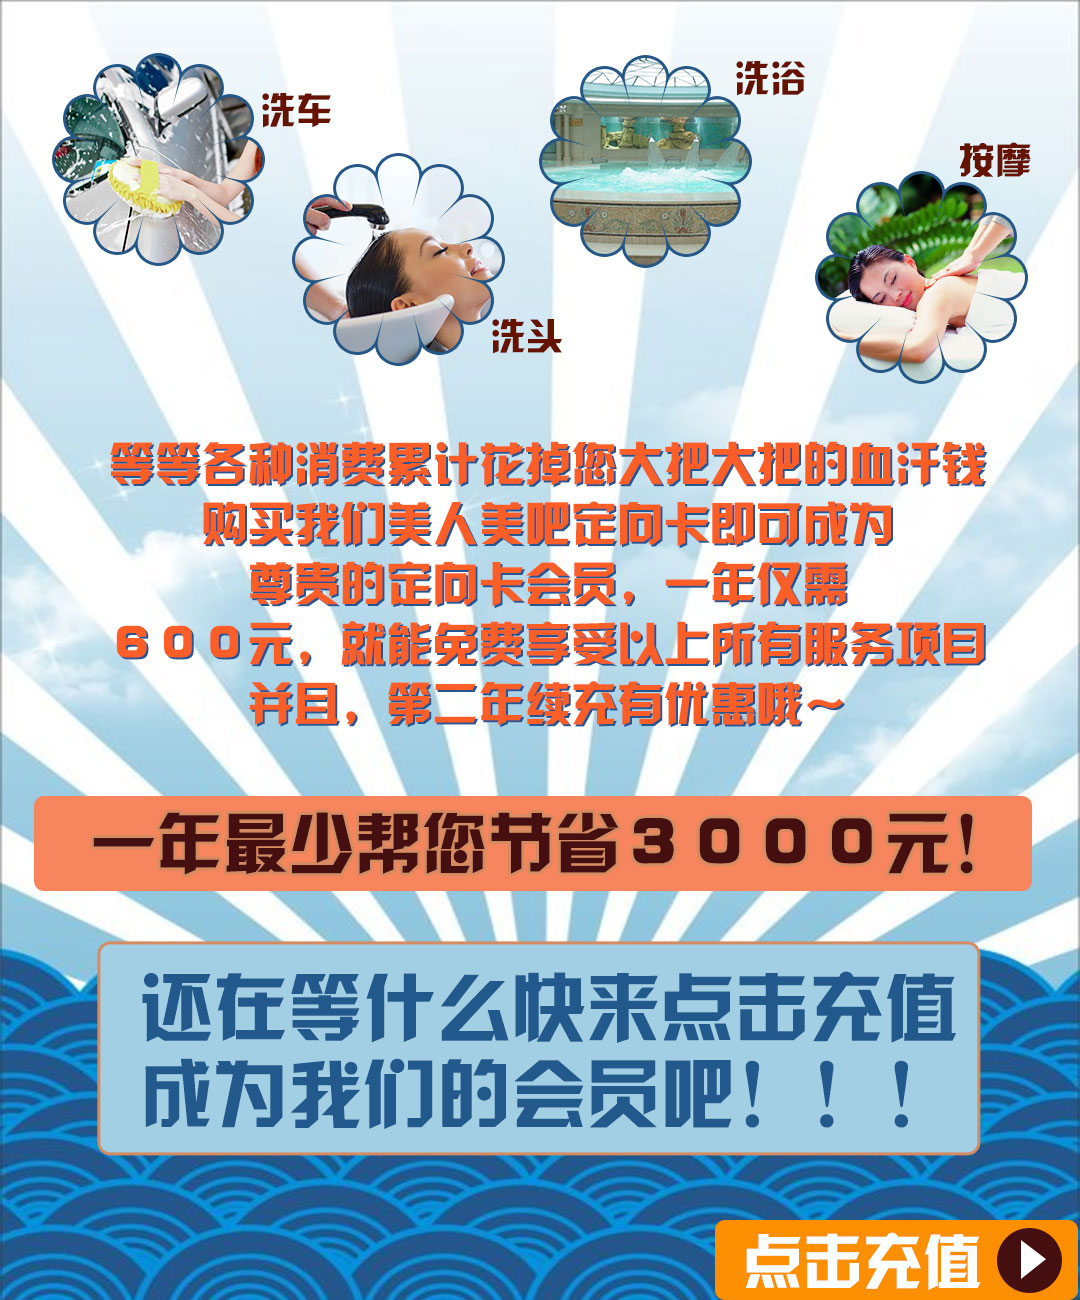 洗车
洗浴
按摩
洗头
等等各种消费累计花掉您大把大把的血汗钱
购买我们美人美吧定向卡即可成为
尊贵的定向卡会员，一年仅需
６００元，就能免费享受以上所有服务项目
并且，第二年续充有优惠哦～
一年最少帮您节省３０００元！
还在等什么快来点击充值
成为我们的会员吧！！！
点击充值